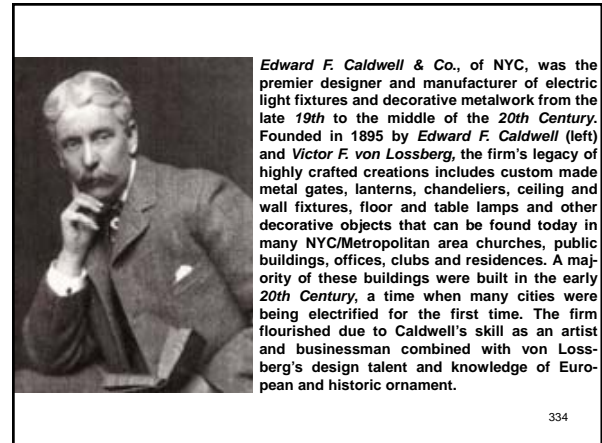 Edward F. Caldwell & Co., of NYC, was the
premier designer and manufacturer of electric
light fixtures and decorative metalwork from the
late 19th to the middle of the 20th Century.
Founded in 1895 by Edward F. Caldwell (left)
and Victor F. von Lossberg, the firm's legacy of
highly crafted creations includes custom made
metal gates, lanterns, chandeliers, ceiling and
wall fixtures, floor and table lamps and other
decorative objects that can be found today in
many NYC/Metropolitan area churches, public
buildings, offices, clubs and residences. A maj-
ority of these buildings were built in the early
20th Century, a time when many cities were
being electrified for the first time. The firm
flourished due to Caldwell's skill as an artist
and businessman combined with von Loss-
berg's design talent and knowledge of Euro-
pean and historic ornament.
334